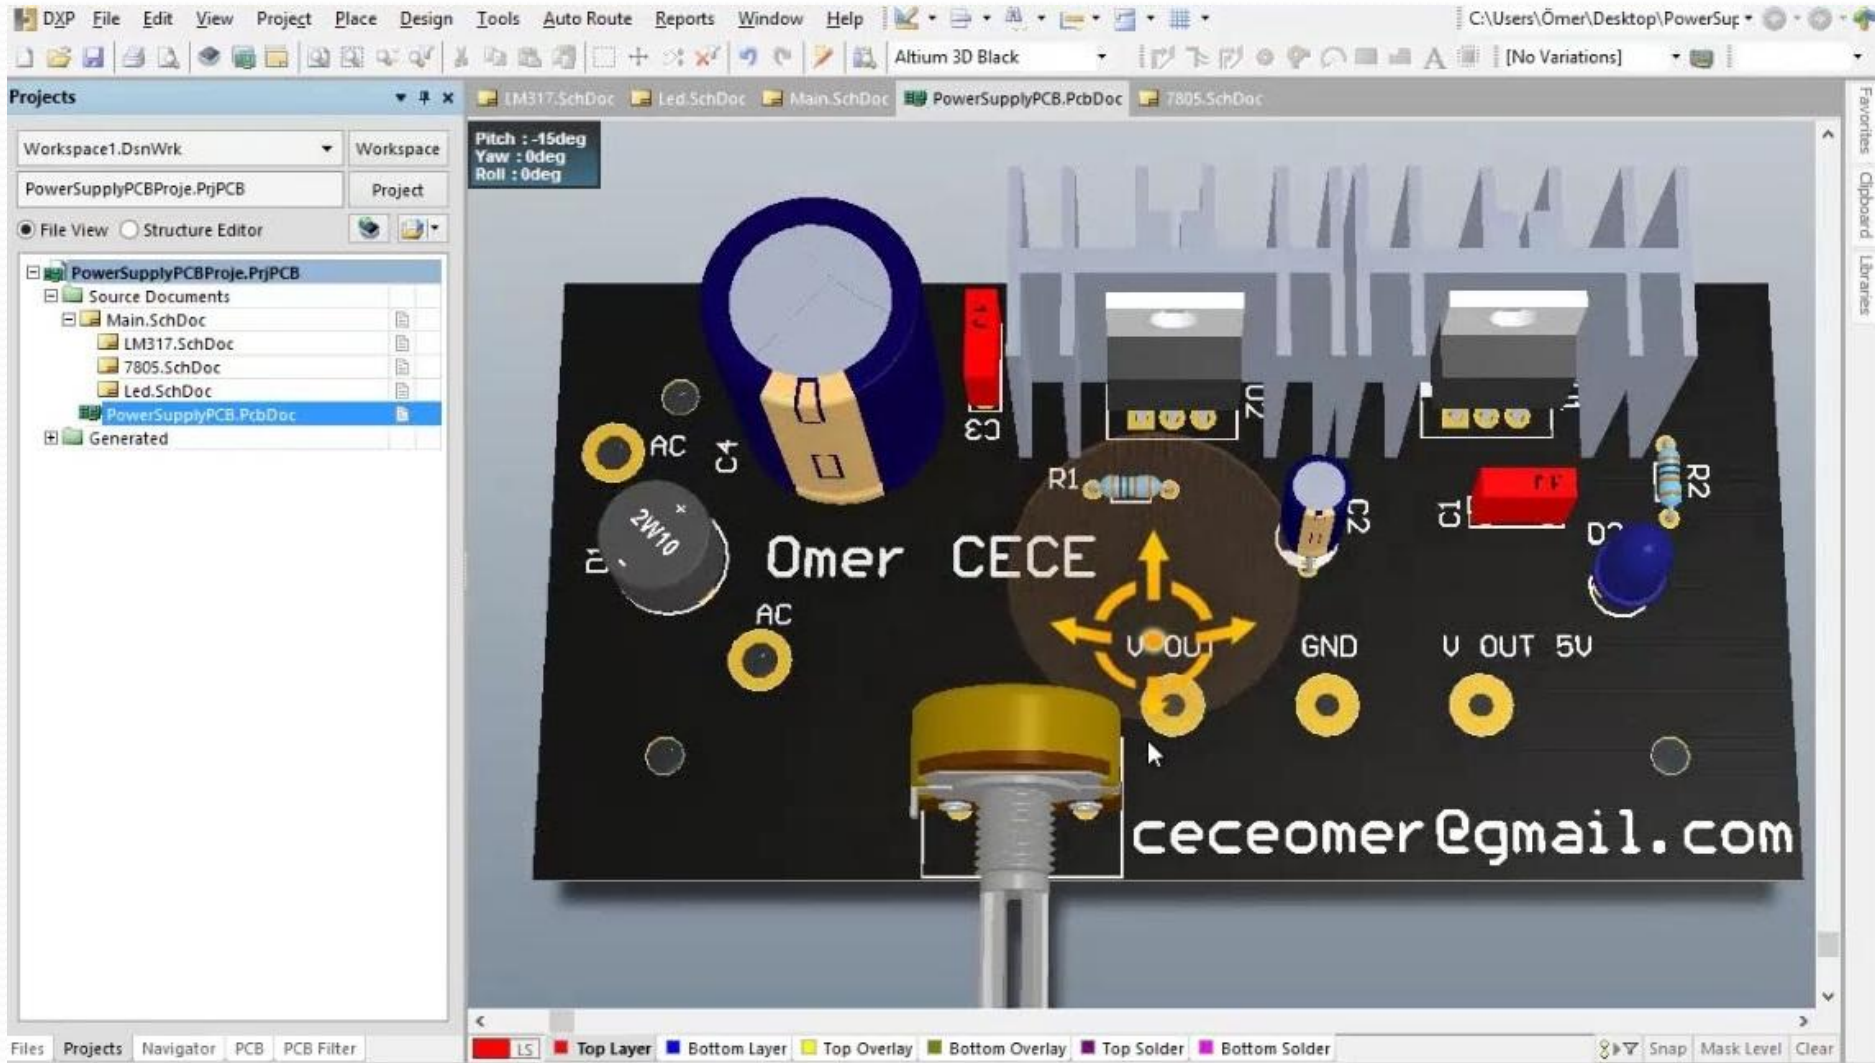 DXP File Edit View Project Place Design Tools Auto Route Reports Window Help C:\Users\Ömer\Desktop\PowerSup
Altium 3D Black [No Variations]
Projects
LM317.SchDoc Led.SchDoc Main.SchDoc PowerSupplyPCB.PcbDoc 7805.SchDoc
Workspace1.DsnWrk Workspace
PowerSupplyPCBProje.PrjPCB Project
File View Structure Editor
PowerSupplyPCBProje.PrjPCB
Source Documents
Main.SchDoc
LM317.SchDoc
7805.SchDoc
Led.SchDoc
PowerSupplyPCB.PcbDoc
Generated
Pitch : -15deg
Yaw : 0deg
Roll : 0deg
1J
U2
C3
AC
C4
R1
C2
C1
1J
R2
2W10
+
-
D1
Omer CECE
AC
V OUT
GND
V OUT 5V
ceceomer@gmail.com
Favorites
Clipboard
Libraries
Files Projects Navigator PCB PCB Filter
LS Top Layer Bottom Layer Top Overlay Bottom Overlay Top Solder Bottom Solder Snap Mask Level Clear